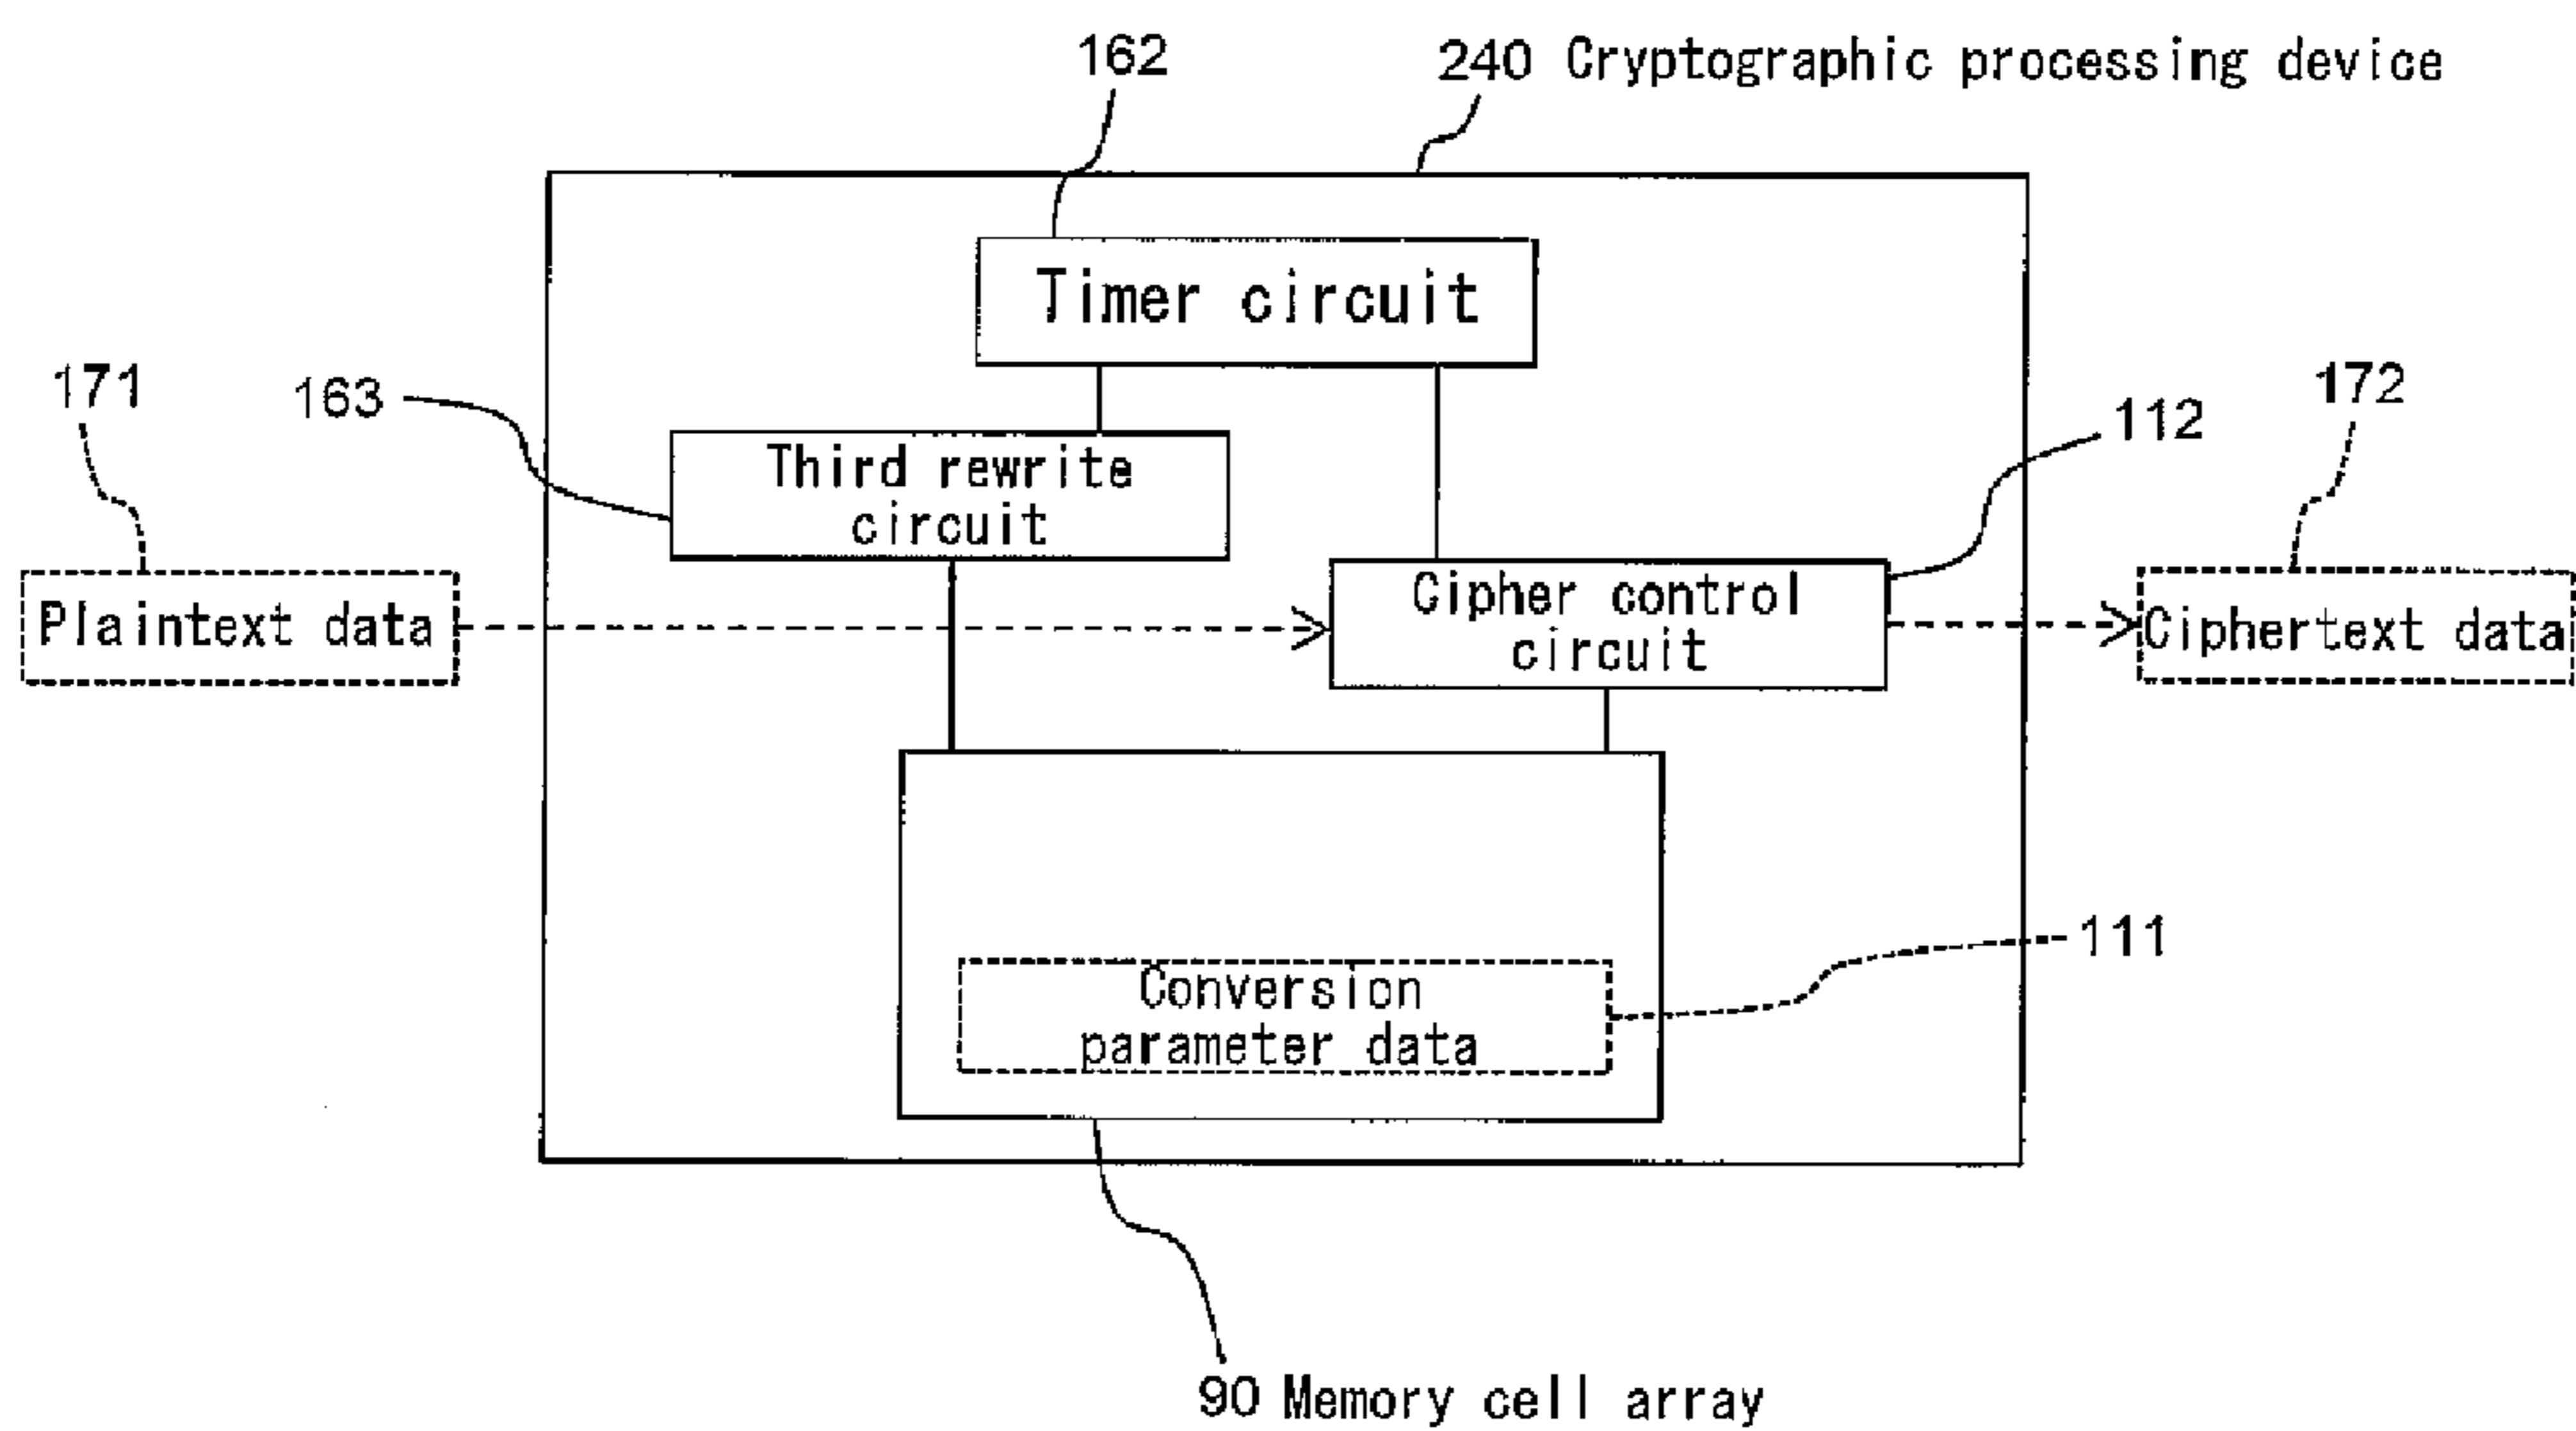 162
240 Cryptographic processing device
Timer circuit
171
163
172
112
Third rewrite
circuit
Plaintext data
Cipher control
circuit
Ciphertext data
111
Conversion
parameter data
90 Memory cell array